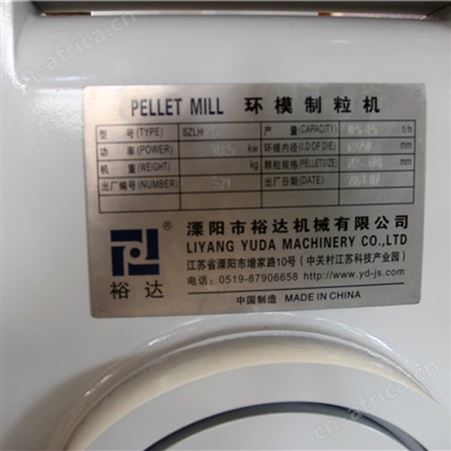 PELLET MILL 环模制粒机
型 号(TYPE) SZLH 产 量(CAPACITY) t/h
功 率(POWER) kw 环模内径(I.D.OF DIE) mm
机 重(WEIGHT) kg 颗粒规格(PELLETSIZE) mm
出厂编号(NUMBER) 出厂日期(DATE)
溧阳市裕达机械有限公司
LIYANG YUDA MACHINERY CO.,LTD
江苏省溧阳市增家路10号(中关村江苏科技产业园)
电话:0519-87906658 http://www.yd-js.com
裕达®
中国制造 MADE IN CHINA